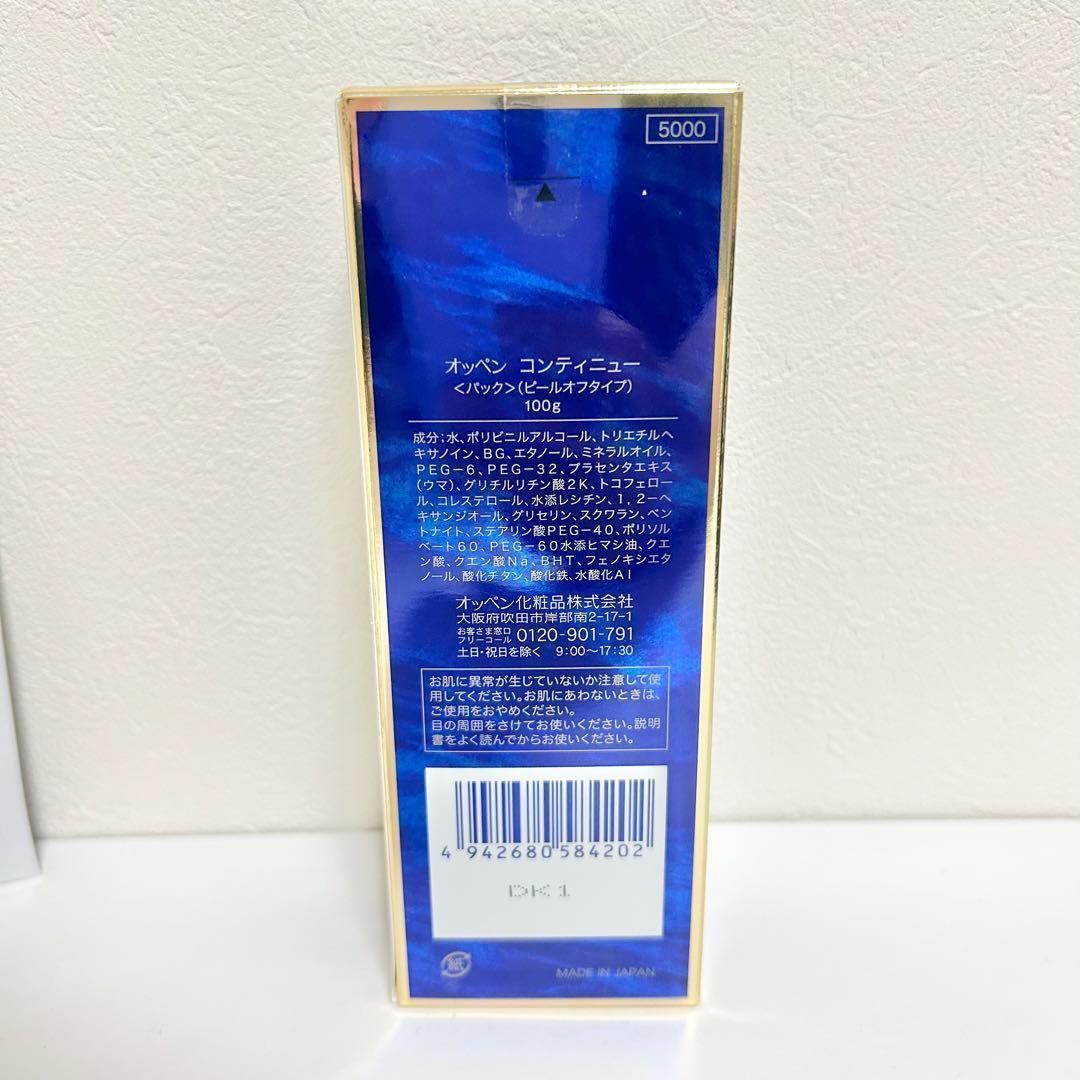 5000
オッペン コンティニュー
<パック>(ピールオフタイプ)
100g
成分;水、ポリビニルアルコール、トリエチルヘ
キサノイン、BG、エタノール、ミネラルオイル、
PEG-6、PEG-32、プラセンタエキス
(ウマ)、グリチルリチン酸2K、トコフェロ
ール、コレステロール、水添レシチン、1,2-ヘ
キサンジオール、グリセリン、スクワラン、ベン
トナイト、ステアリン酸PEG-40、ポリソル
ベート60、PEG-60水添ヒマシ油、クエ
ン酸、クエン酸Na、BHT、フェノキシエタ
ノール、酸化チタン、酸化鉄、水酸化Al
オッペン化粧品株式会社
大阪府吹田市岸部南2-17-1
お客さま窓口
フリーコール 0120-901-791
土日・祝日を除く 9:00〜17:30
お肌に異常が生じていないか注意して使
用してください。お肌にあわないときは、
ご使用をおやめください。
目の周囲をさけてお使いください。説明
書をよく読んでからお使いください。
4 942680 584202
DK1
MADE IN JAPAN